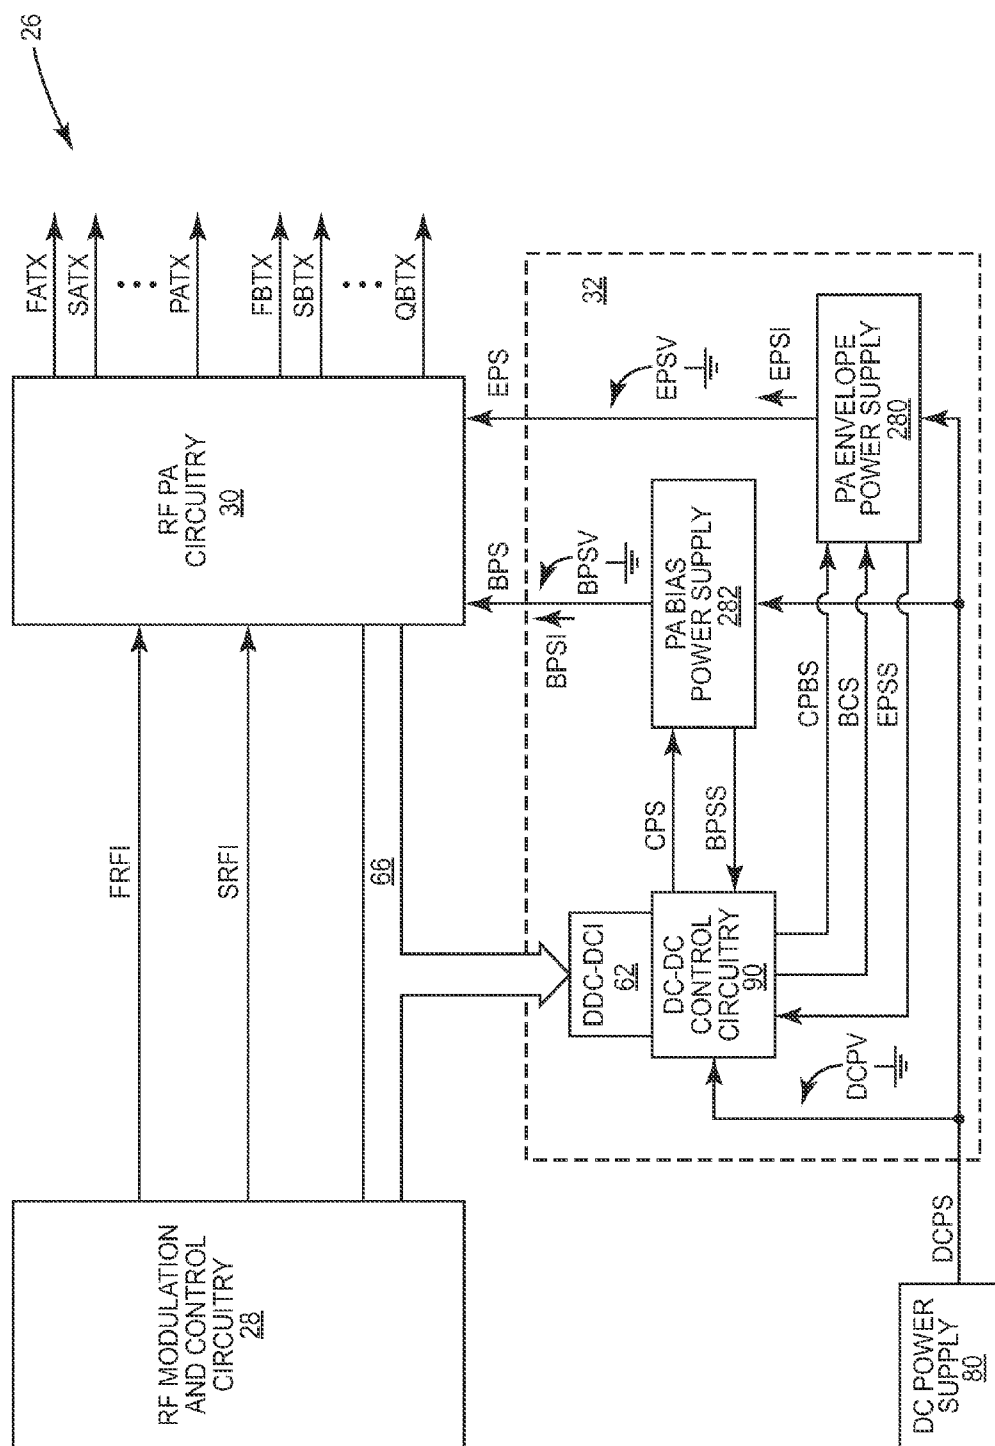 26
FATX
SATX
PATX
FBTX
SBTX
QBTX
RF PA
CIRCUITRY
30
FRFI
SRFI
66
RF MODULATION
AND CONTROL
CIRCUITRY
28
EPS
BPS
32
EPSV
EPSI
BPSV
BPSI
PA ENVELOPE
POWER SUPPLY
280
PA BIAS
POWER SUPPLY
282
CPS
BPSS
CPBS
BCS
EPSS
DDC-DCI
62
DC-DC
CONTROL
CIRCUITRY
90
DCPV
DCPS
DC POWER
SUPPLY
80